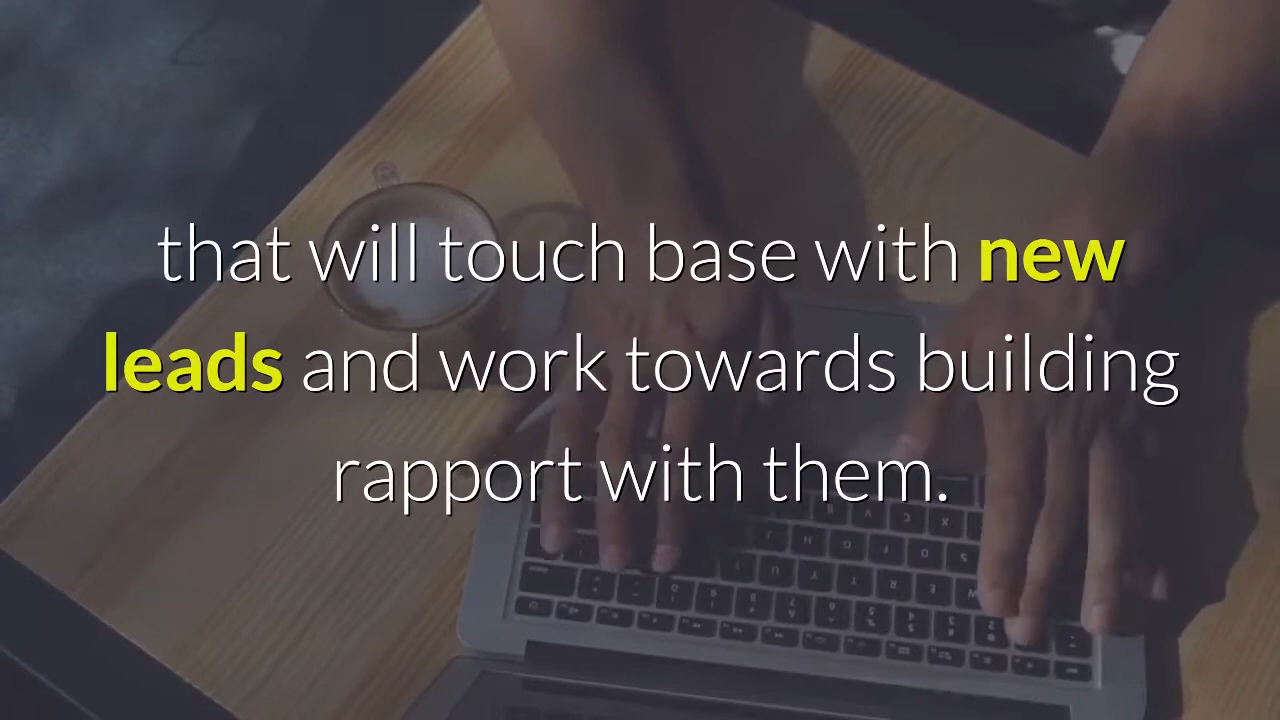 that will touch base with new
leads and work towards building
rapport with them.